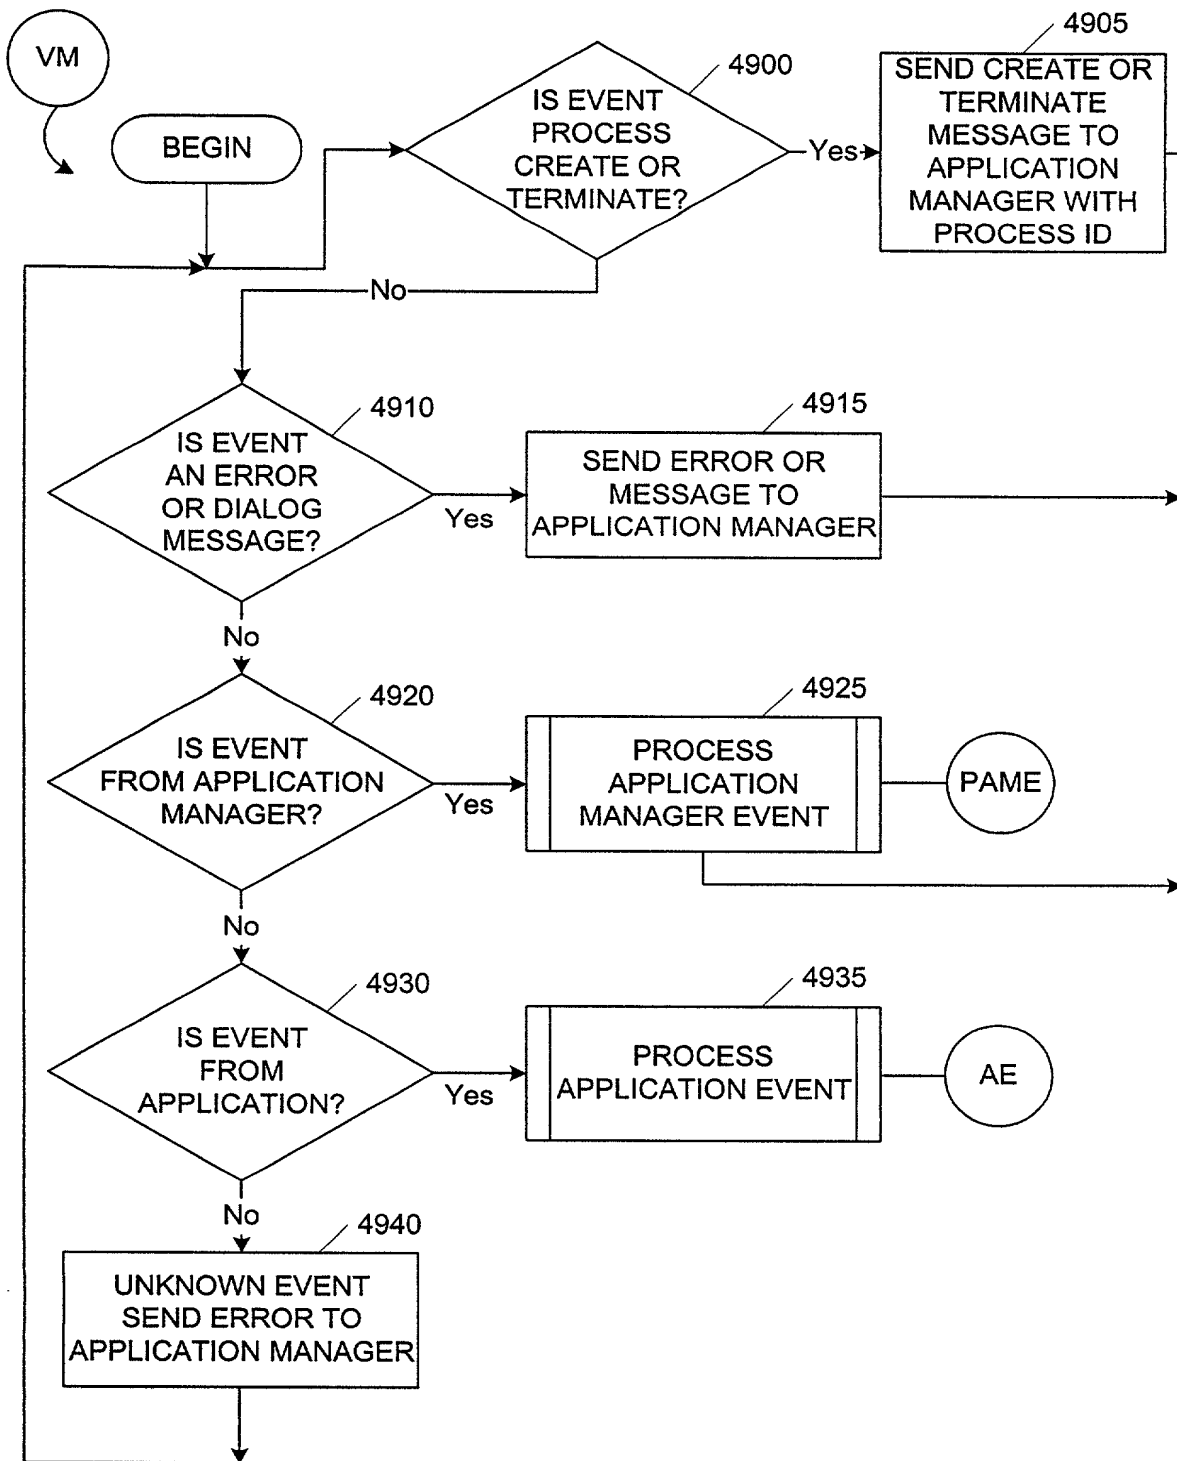 VM
BEGIN
4900
IS EVENT
PROCESS
CREATE OR
TERMINATE?
Yes
4905
SEND CREATE OR
TERMINATE
MESSAGE TO
APPLICATION
MANAGER WITH
PROCESS ID
No
4910
IS EVENT
AN ERROR
OR DIALOG
MESSAGE?
Yes
4915
SEND ERROR OR
MESSAGE TO
APPLICATION MANAGER
No
4920
IS EVENT
FROM APPLICATION
MANAGER?
Yes
4925
PROCESS
APPLICATION
MANAGER EVENT
PAME
No
4930
IS EVENT
FROM
APPLICATION?
Yes
4935
PROCESS
APPLICATION EVENT
AE
No
4940
UNKNOWN EVENT
SEND ERROR TO
APPLICATION MANAGER